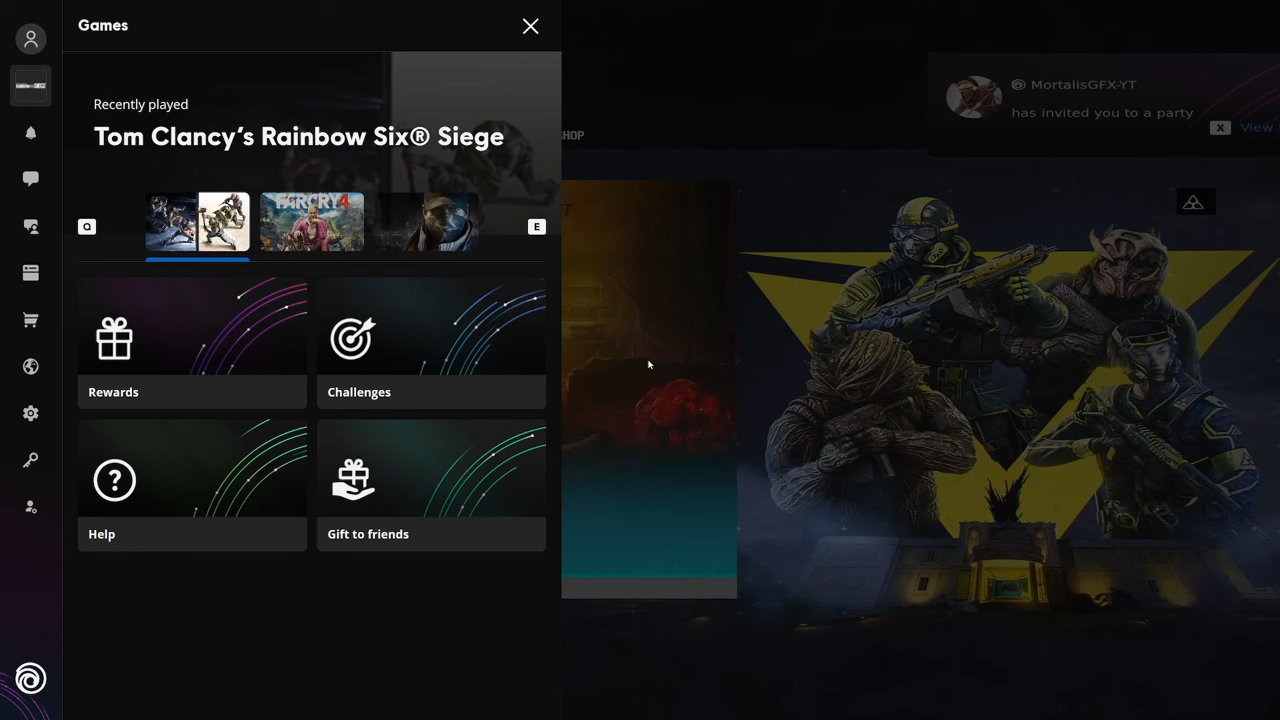 Games
Recently played
Tom Clancy's Rainbow Six® Siege
Q
FARCRY4
E
Rewards
Challenges
Help
Gift to friends
HOP
MortalisGFX-YT
has invited you to a party
X View